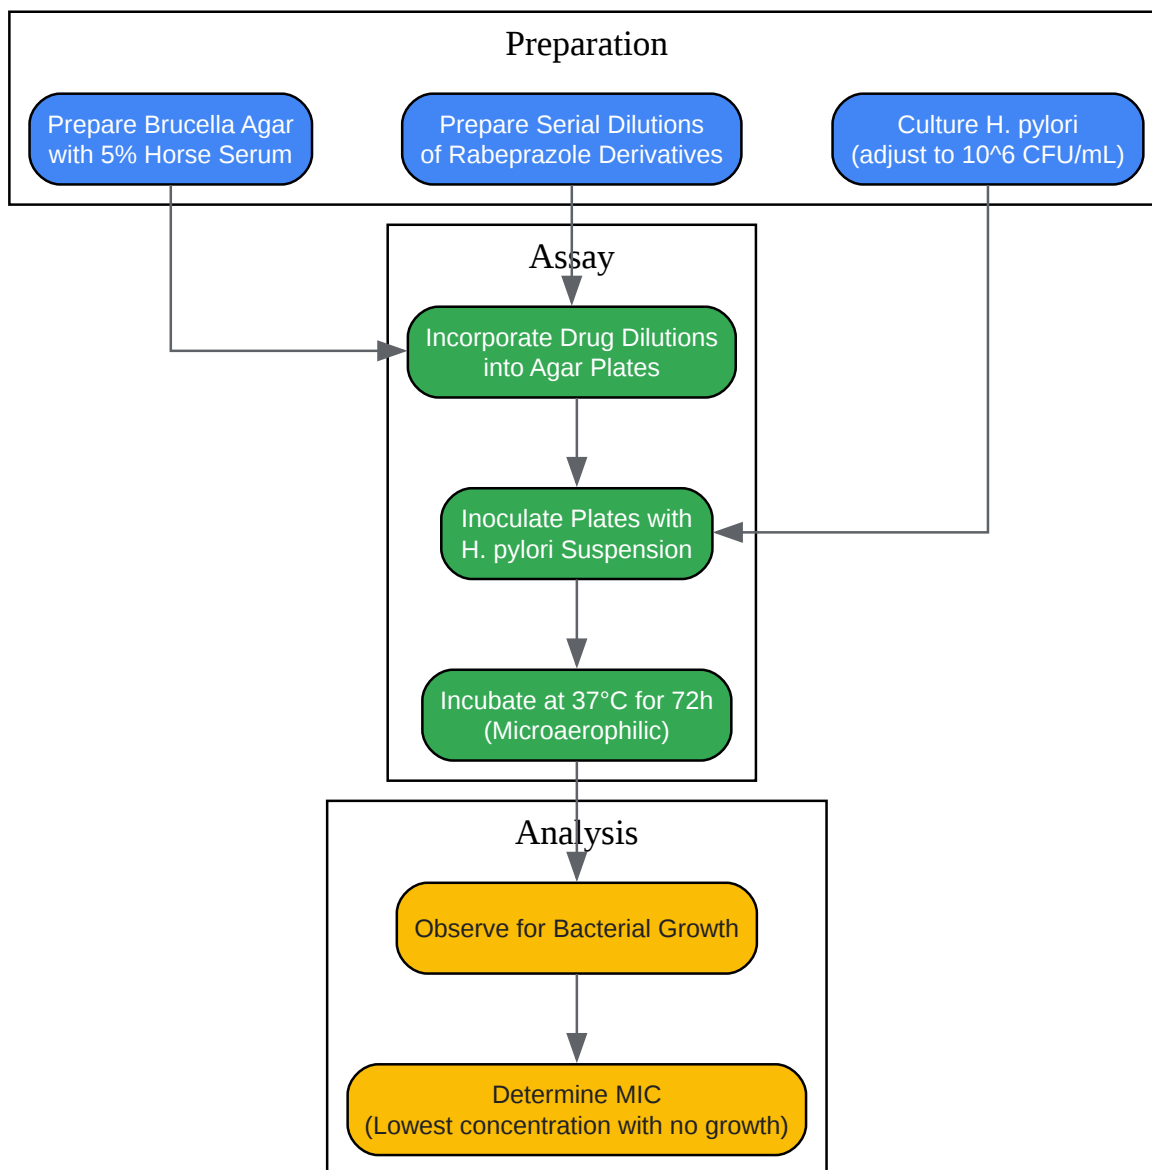 Preparation
Prepare Brucella Agar
with 5% Horse Serum
Prepare Serial Dilutions
of Rabeprazole Derivatives
Culture H. pylori
(adjust to 10^6 CFU/mL)
Assay
Incorporate Drug Dilutions
into Agar Plates
Inoculate Plates with
H. pylori Suspension
Incubate at 37°C for 72h
(Microaerophilic)
Analysis
Observe for Bacterial Growth
Determine MIC
(Lowest concentration with no growth)